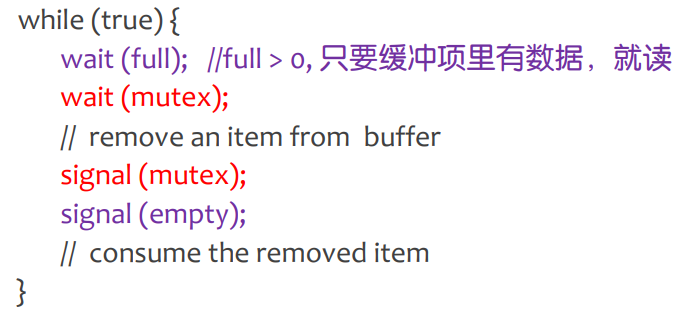 while (true) {
wait (full);   //full > 0, 只要缓冲项里有数据，就读
wait (mutex);
//  remove an item from  buffer
signal (mutex);
signal (empty);
//  consume the removed item
}